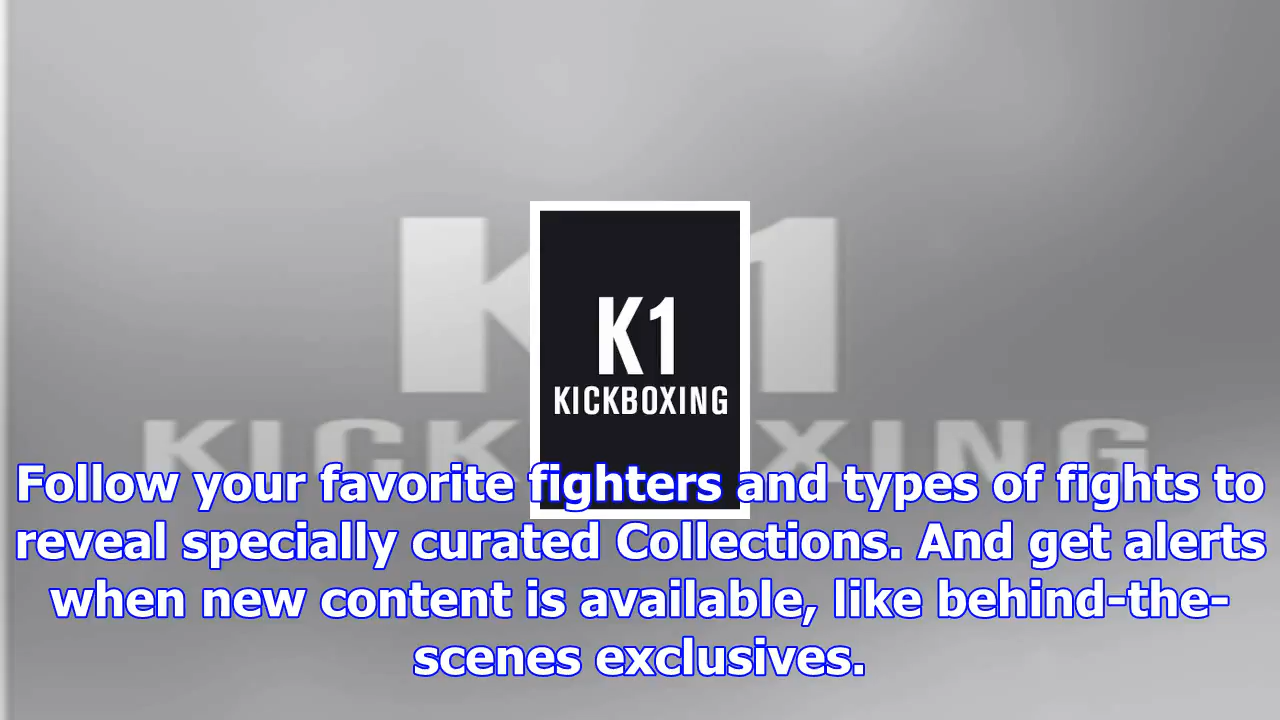 K1
KICKBOXING
Follow your favorite fighters and types of fights to
reveal specially curated Collections. And get alerts
when new content is available, like behind-the-
scenes exclusives.